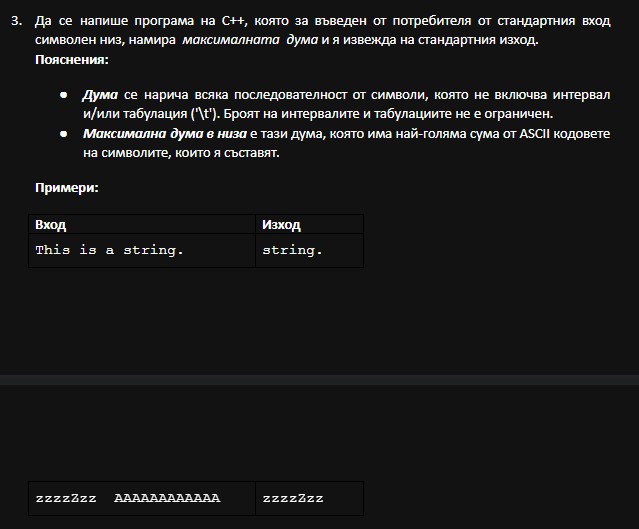 3. Да се напише програма на C++, която за въведен от потребителя от стандартния вход
символен низ, намира максималната дума и я извежда на стандартния изход.
Пояснения:
● Дума се нарича всяка последователност от символи, която не включва интервал
и/или табулация ('\t'). Броят на интервалите и табулациите не е ограничен.
● Максимална дума в низа е тази дума, която има най-голяма сума от ASCII кодовете
на символите, които я съставят.
Примери:
Вход Изход
This is a string. string.
zzzzZzz AAAAAAAAAAAA zzzzZzz